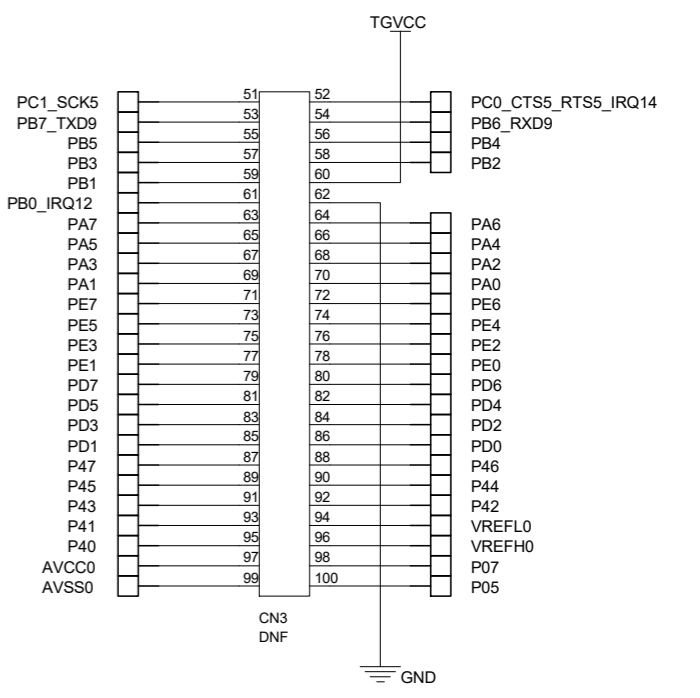 TGVCC
PC1_SCK5 51 52 PC0_CTS5_RTS5_IRQ14
PB7_TXD9 53 54 PB6_RXD9
PB5 55 56 PB4
PB3 57 58 PB2
PB1 59 60
PB0_IRQ12 61 62
PA7 63 64 PA6
PA5 65 66 PA4
PA3 67 68 PA2
PA1 69 70 PA0
PE7 71 72 PE6
PE5 73 74 PE4
PE3 75 76 PE2
PE1 77 78 PE0
PD7 79 80 PD6
PD5 81 82 PD4
PD3 83 84 PD2
PD1 85 86 PD0
P47 87 88 P46
P45 89 90 P44
P43 91 92 P42
P41 93 94 VREFL0
P40 95 96 VREFH0
AVCC0 97 98 P07
AVSS0 99 100 P05
CN3
DNF
GND